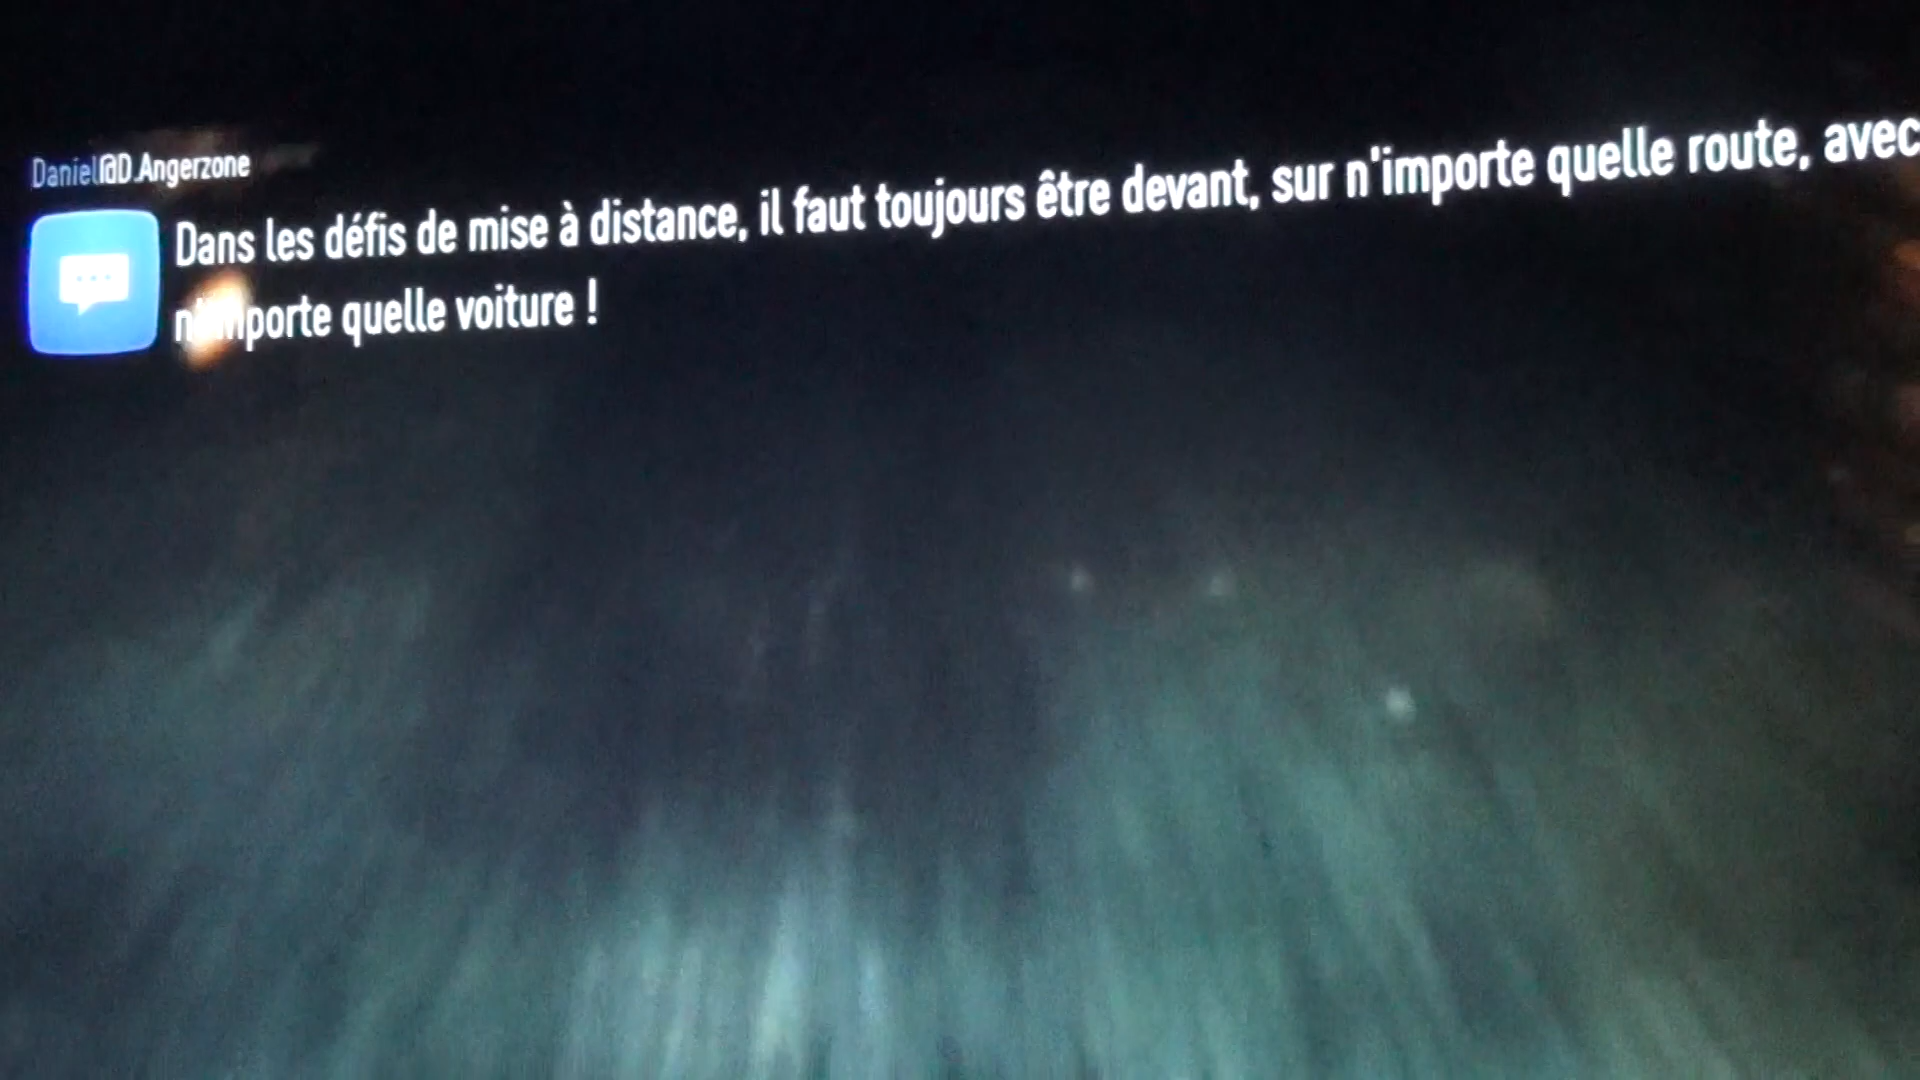 Daniel@D.Angerzone
Dans les défis de mise à distance, il faut toujours être devant, sur n'importe quelle route, avec
n'importe quelle voiture !